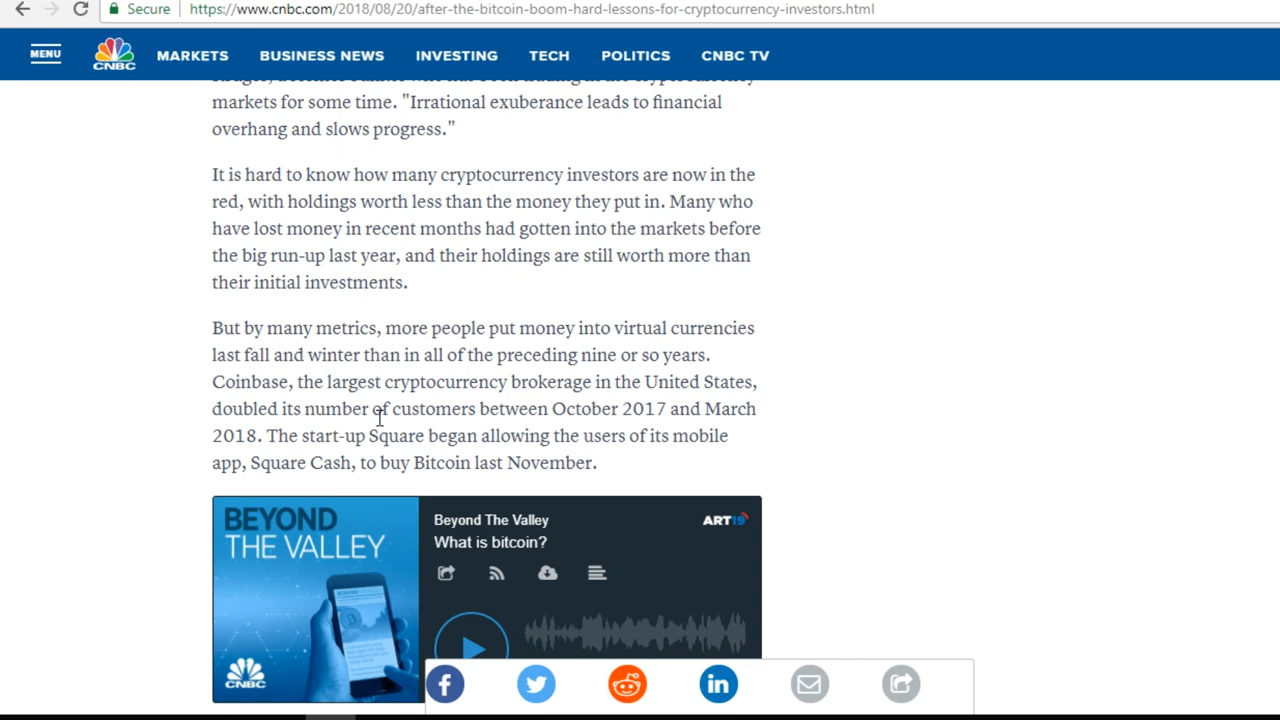 Secure
https://www.cnbc.com/2018/08/20/after-the-bitcoin-boom-hard-lessons-for-cryptocurrency-investors.html
MENU
CNBC
MARKETS
BUSINESS NEWS
INVESTING
TECH
POLITICS
CNBC TV
markets for some time. "Irrational exuberance leads to financial
overhang and slows progress."
It is hard to know how many cryptocurrency investors are now in the
red, with holdings worth less than the money they put in. Many who
have lost money in recent months had gotten into the markets before
the big run-up last year, and their holdings are still worth more than
their initial investments.
But by many metrics, more people put money into virtual currencies
last fall and winter than in all of the preceding nine or so years.
Coinbase, the largest cryptocurrency brokerage in the United States,
doubled its number of customers between October 2017 and March
2018. The start-up Square began allowing the users of its mobile
app, Square Cash, to buy Bitcoin last November.
BEYOND
THE VALLEY
CNBC
Beyond The Valley
ART19
What is bitcoin?